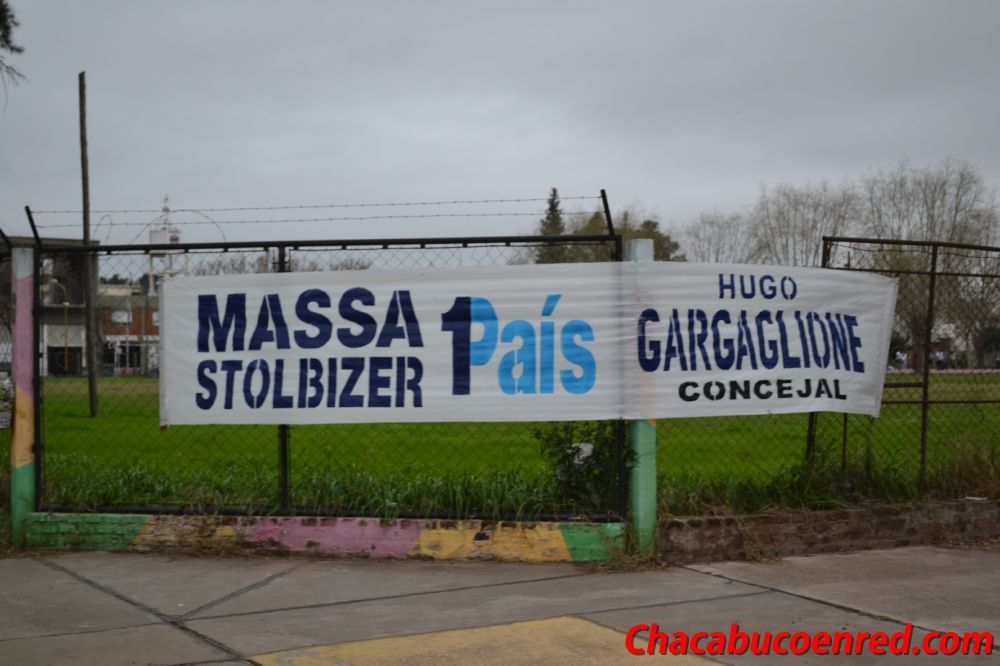 MASSA
STOLBIZER
1País
HUGO
GARGAGLIONE
CONCEJAL
Chacabucoenred.com